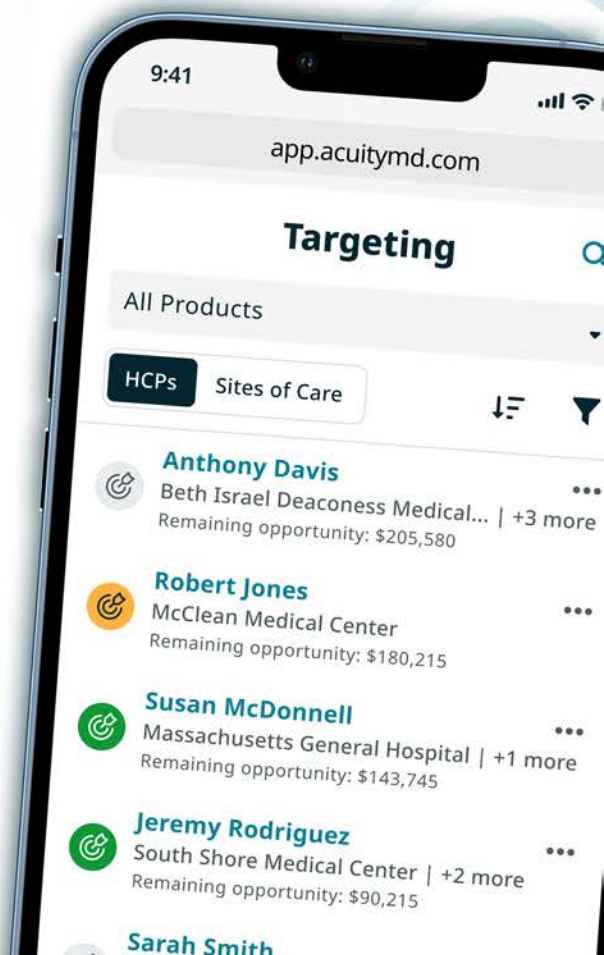 9:41
app.acuitymd.com
Targeting
All Products
HCPs Sites of Care
Anthony Davis
Beth Israel Deaconess Medical... | +3 more
Remaining opportunity: $205,580
Robert Jones
McClean Medical Center
Remaining opportunity: $180,215
Susan McDonnell
Massachusetts General Hospital | +1 more
Remaining opportunity: $143,745
Jeremy Rodriguez
South Shore Medical Center | +2 more
Remaining opportunity: $90,215
Sarah Smith